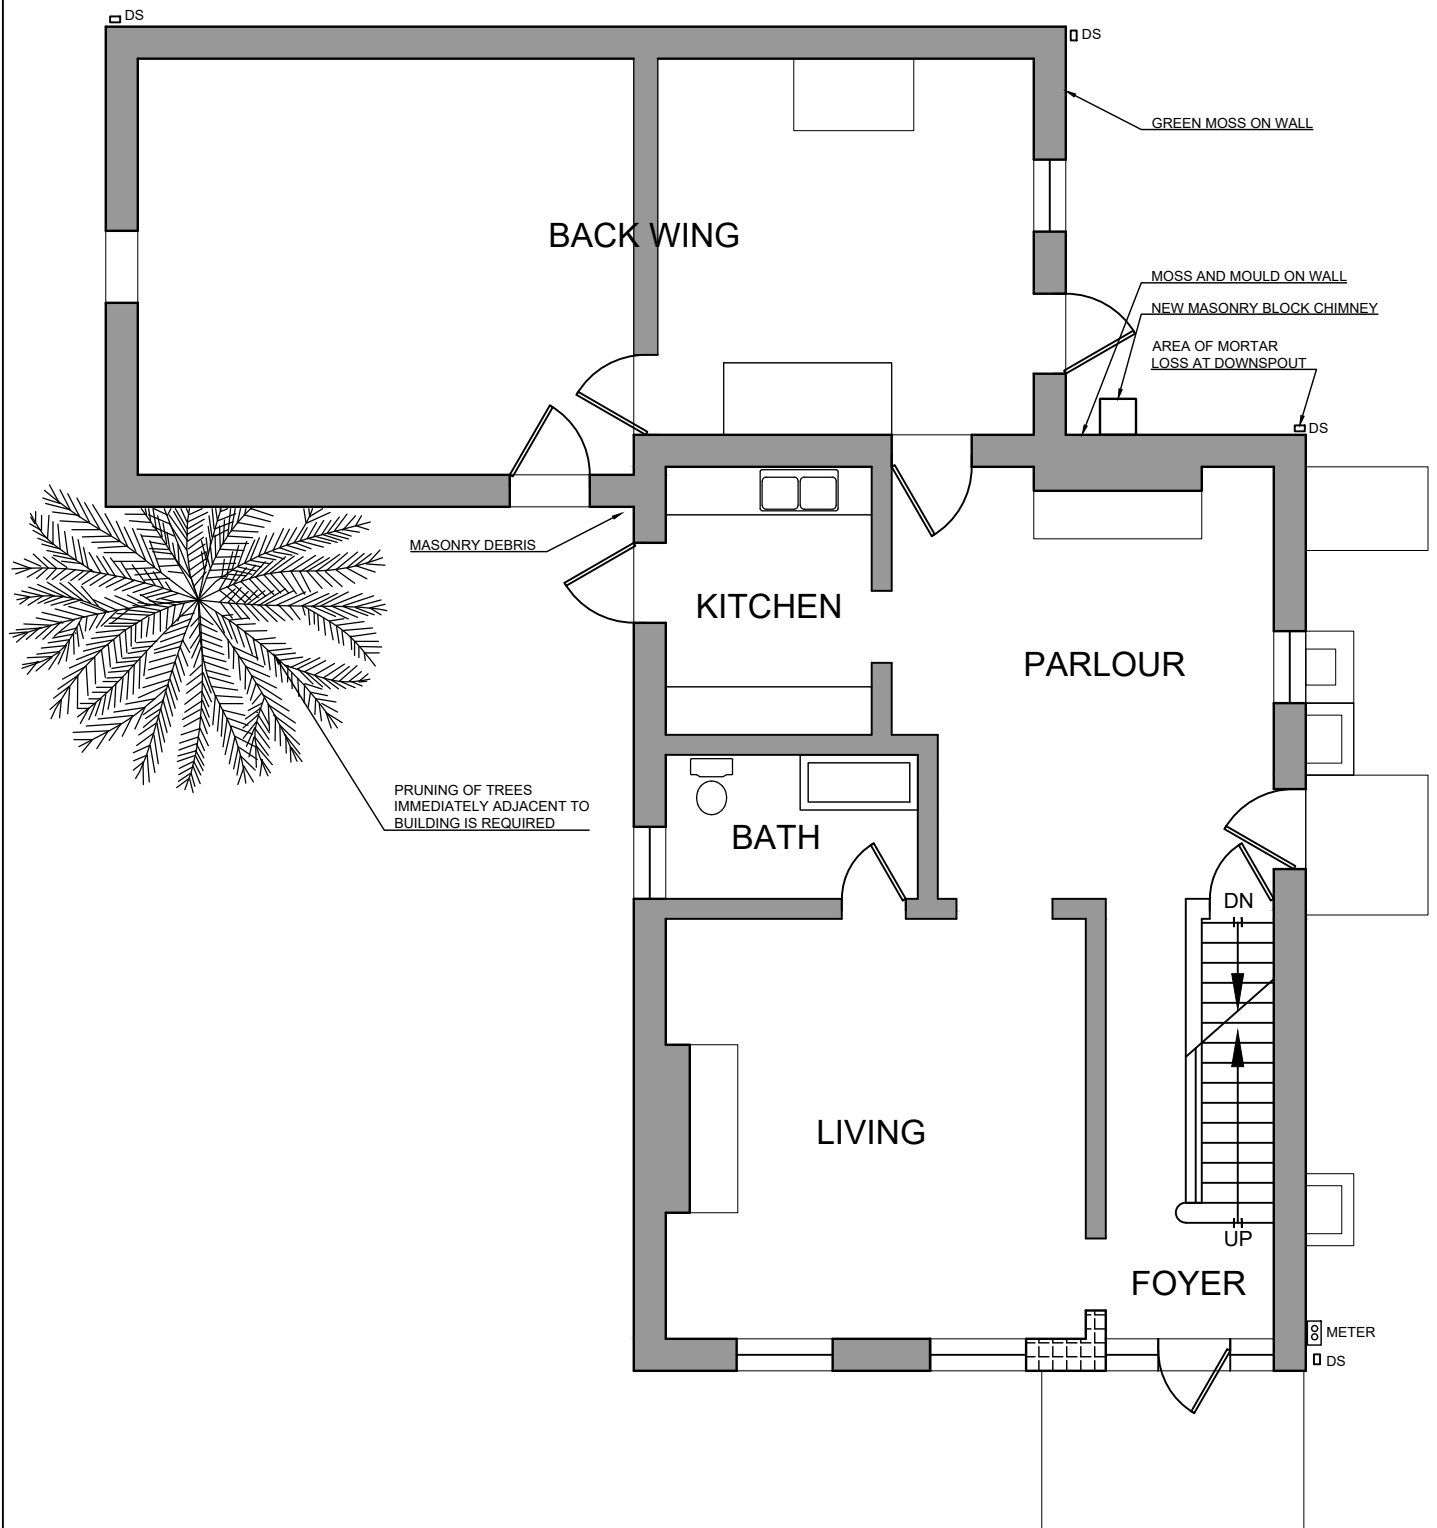 DS
DS
GREEN MOSS ON WALL
BACK WING
MOSS AND MOULD ON WALL
NEW MASONRY BLOCK CHIMNEY
AREA OF MORTAR
LOSS AT DOWNSPOUT
DS
MASONRY DEBRIS
KITCHEN
PARLOUR
PRUNING OF TREES
IMMEDIATELY ADJACENT TO
BUILDING IS REQUIRED
BATH
DN
LIVING
UP
FOYER
METER
DS